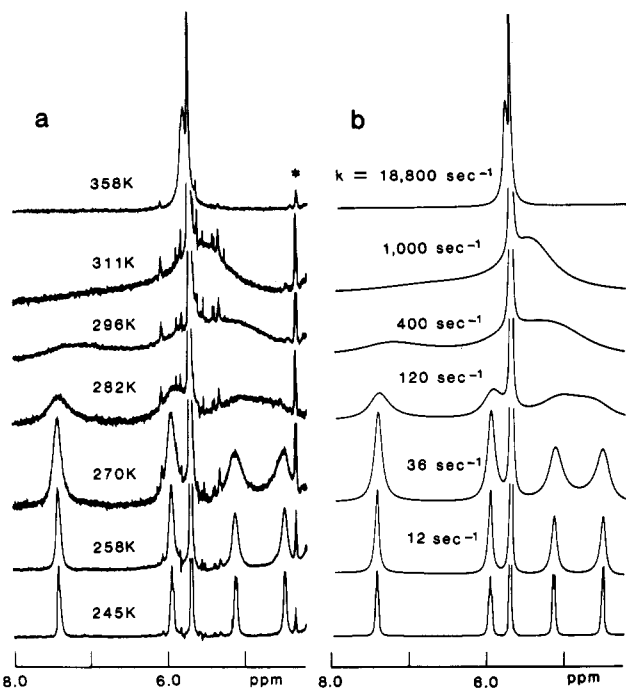 a
b
*
358K
k = 18,800 sec⁻¹
311K
1,000 sec⁻¹
296K
400 sec⁻¹
282K
120 sec⁻¹
270K
36 sec⁻¹
258K
12 sec⁻¹
245K
8.0 6.0 ppm
8.0 6.0 ppm